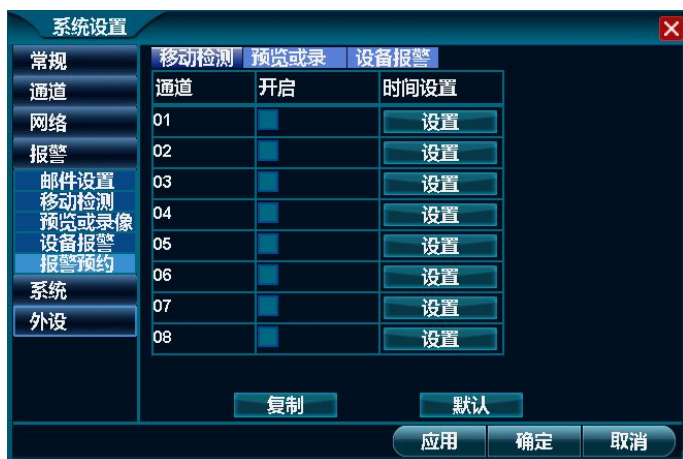 系统设置
常规
通道
网络
报警
邮件设置
移动检测
预览或录像
设备报警
报警预约
系统
外设
移动检测 预览或录 设备报警
通道 开启 时间设置
01 设置
02 设置
03 设置
04 设置
05 设置
06 设置
07 设置
08 设置
复制 默认
应用 确定 取消